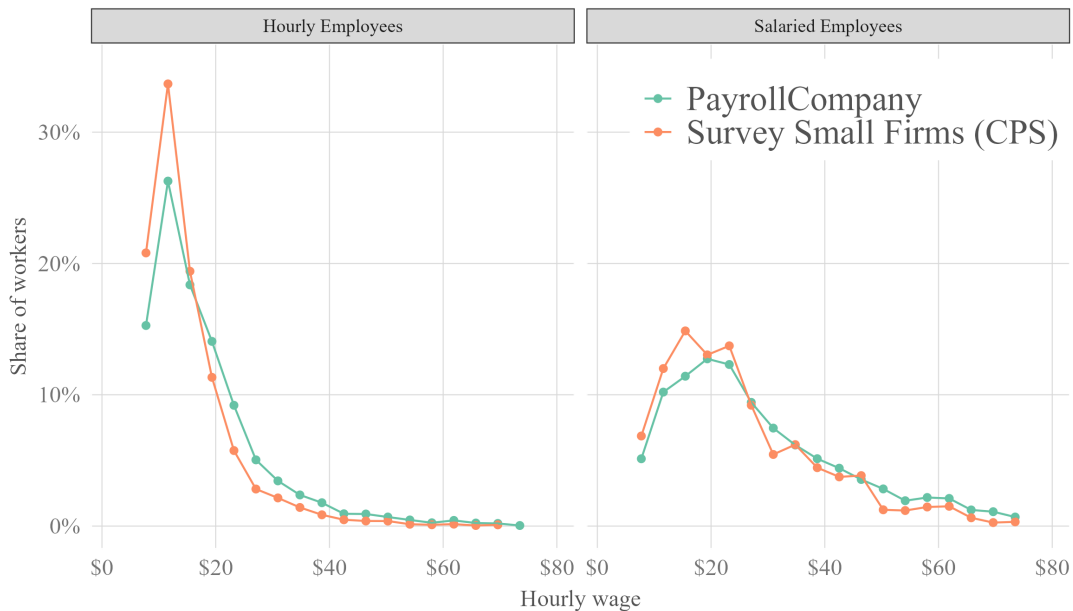 Hourly Employees
Salaried Employees
PayrollCompany
Survey Small Firms (CPS)
30%
20%
10%
0%
Share of workers
$0 $20 $40 $60 $80
$0 $20 $40 $60 $80
Hourly wage